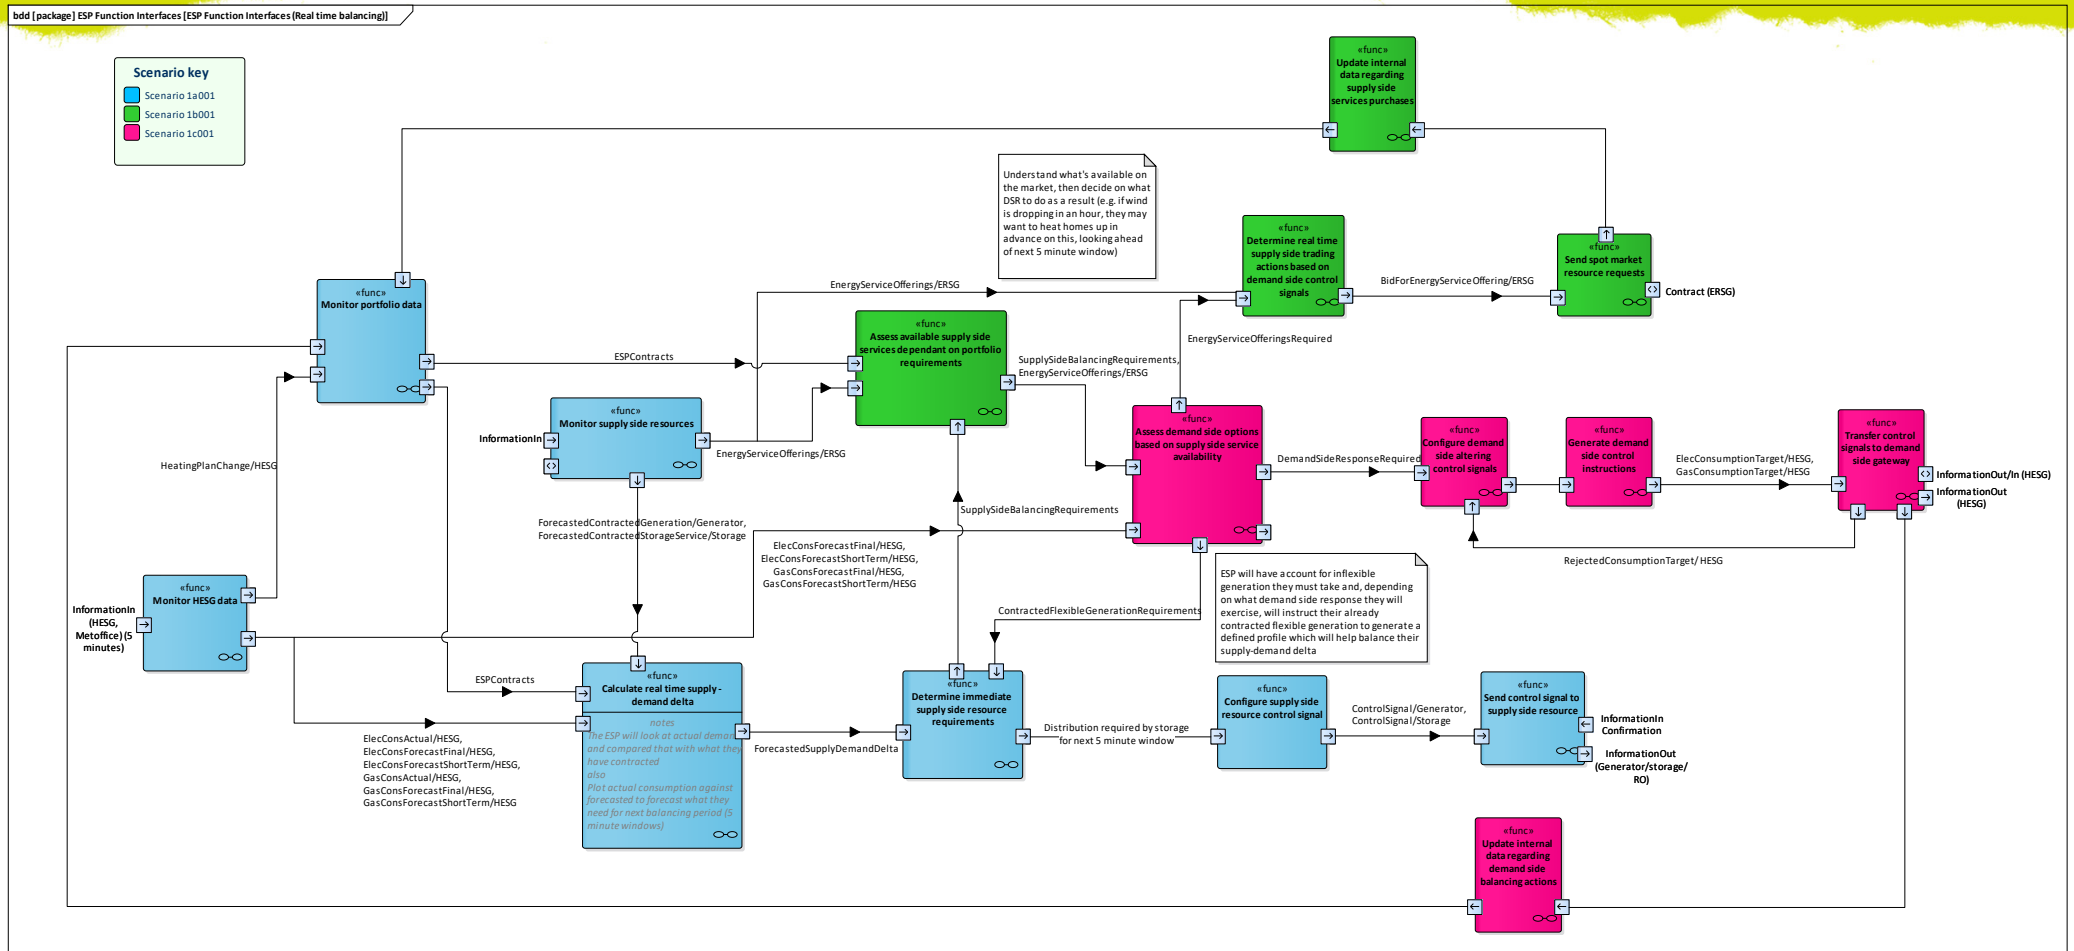 bdd [package] ESP Function Interfaces [ESP Function Interfaces (Real time balancing)]
Scenario key
Scenario 1a001
Scenario 1b001
Scenario 1c001
«func»
Update internal
data regarding
supply side
services purchases
Understand what's available on
the market, then decide on what
DSR to do as a result (e.g. if wind
is dropping in an hour, they may
want to heat homes up in
advance on this, looking ahead
of next 5 minute window)
«func»
Determine real time
supply side trading
actions based on
demand side control
signals
BidForEnergyServiceOffering/ERSG
«func»
Send spot market
resource requests
Contract (ERSG)
«func»
Monitor portfolio data
EnergyServiceOfferings/ERSG
EnergyServiceOfferingsRequired
«func»
Assess available supply side
services dependant on portfolio
requirements
ESPContracts
SupplySideBalancingRequirements,
EnergyServiceOfferings/ERSG
«func»
Monitor supply side resources
InformationIn
EnergyServiceOfferings/ERSG
HeatingPlanChange/HESG
«func»
Assess demand side options
based on supply side service
availability
DemandSideResponseRequired
«func»
Configure demand
side altering
control signals
«func»
Generate demand
side control
instructions
ElecConsumptionTarget/HESG,
GasConsumptionTarget/HESG
«func»
Transfer control
signals to demand
side gateway
InformationOut/In (HESG)
InformationOut
(HESG)
RejectedConsumptionTarget/ HESG
ForecastedContractedGeneration/Generator,
ForecastedContractedStorageService/Storage
SupplySideBalancingRequirements
ElecConsForecastFinal/HESG,
ElecConsForecastShortTerm/HESG,
GasConsForecastFinal/HESG,
GasConsForecastShortTerm/HESG
«func»
Monitor HESG data
InformationIn
(HESG,
Metoffice) (5
minutes)
ContractedFlexibleGenerationRequirements
ESP will have account for inflexible
generation they must take and, depending
on what demand side response they will
exercise, will instruct their already
contracted flexible generation to generate a
defined profile which will help balance their
supply-demand delta
ESPContracts
«func»
Calculate real time supply -
demand delta
notes
The ESP will look at actual deman
and compared that with what they
have contracted
also
Plot actual consumption against
forecasted to forecast what they
need for next balancing period (5
minute windows)
ElecConsActual/HESG,
ElecConsForecastFinal/HESG,
ElecConsForecastShortTerm/HESG,
GasConsActual/HESG,
GasConsForecastFinal/HESG,
GasConsForecastShortTerm/HESG
ForecastedSupplyDemandDelta
«func»
Determine immediate
supply side resource
requirements
Distribution required by storage
for next 5 minute window
«func»
Configure supply side
resource control signal
ControlSignal/Generator,
ControlSignal/Storage
«func»
Send control signal to
supply side resource
InformationIn
Confirmation
InformationOut
(Generator/storage/
RO)
«func»
Update internal
data regarding
demand side
balancing actions